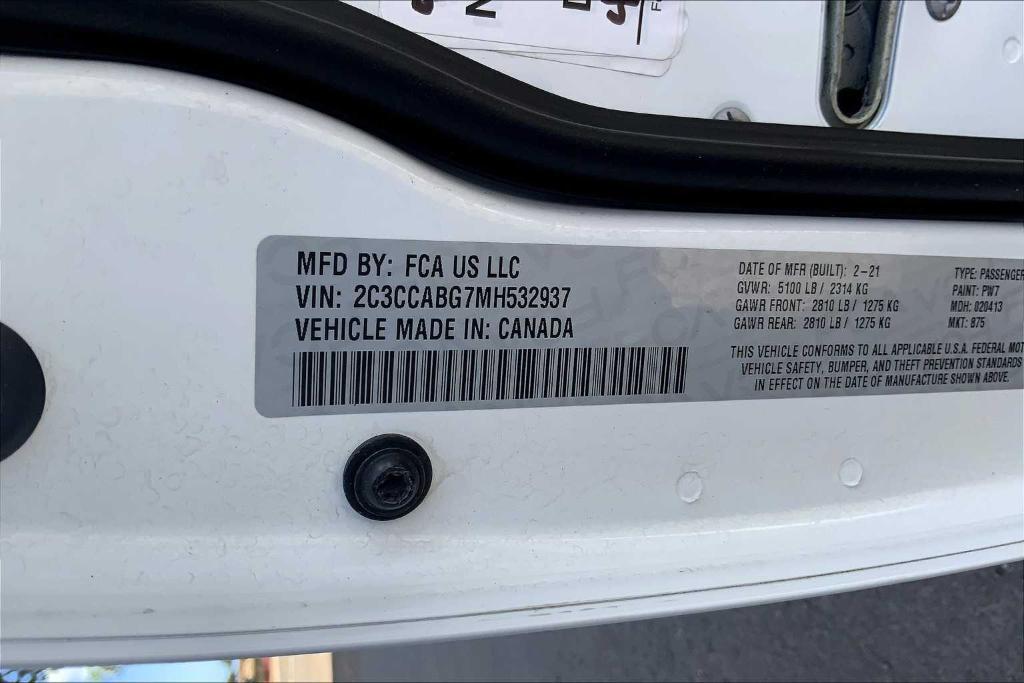 MFD BY: FCA US LLC
VIN: 2C3CCABG7MH532937
VEHICLE MADE IN: CANADA
DATE OF MFR (BUILT): 2-21
GVWR: 5100 LB / 2314 KG
GAWR FRONT: 2810 LB / 1275 KG
GAWR REAR: 2810 LB / 1275 KG
TYPE: PASSENGER
PAINT: PW7
MDH: 020413
MKT: 875
THIS VEHICLE CONFORMS TO ALL APPLICABLE U.S.A. FEDERAL MOT
VEHICLE SAFETY, BUMPER, AND THEFT PREVENTION STANDARDS
IN EFFECT ON THE DATE OF MANUFACTURE SHOWN ABOVE.